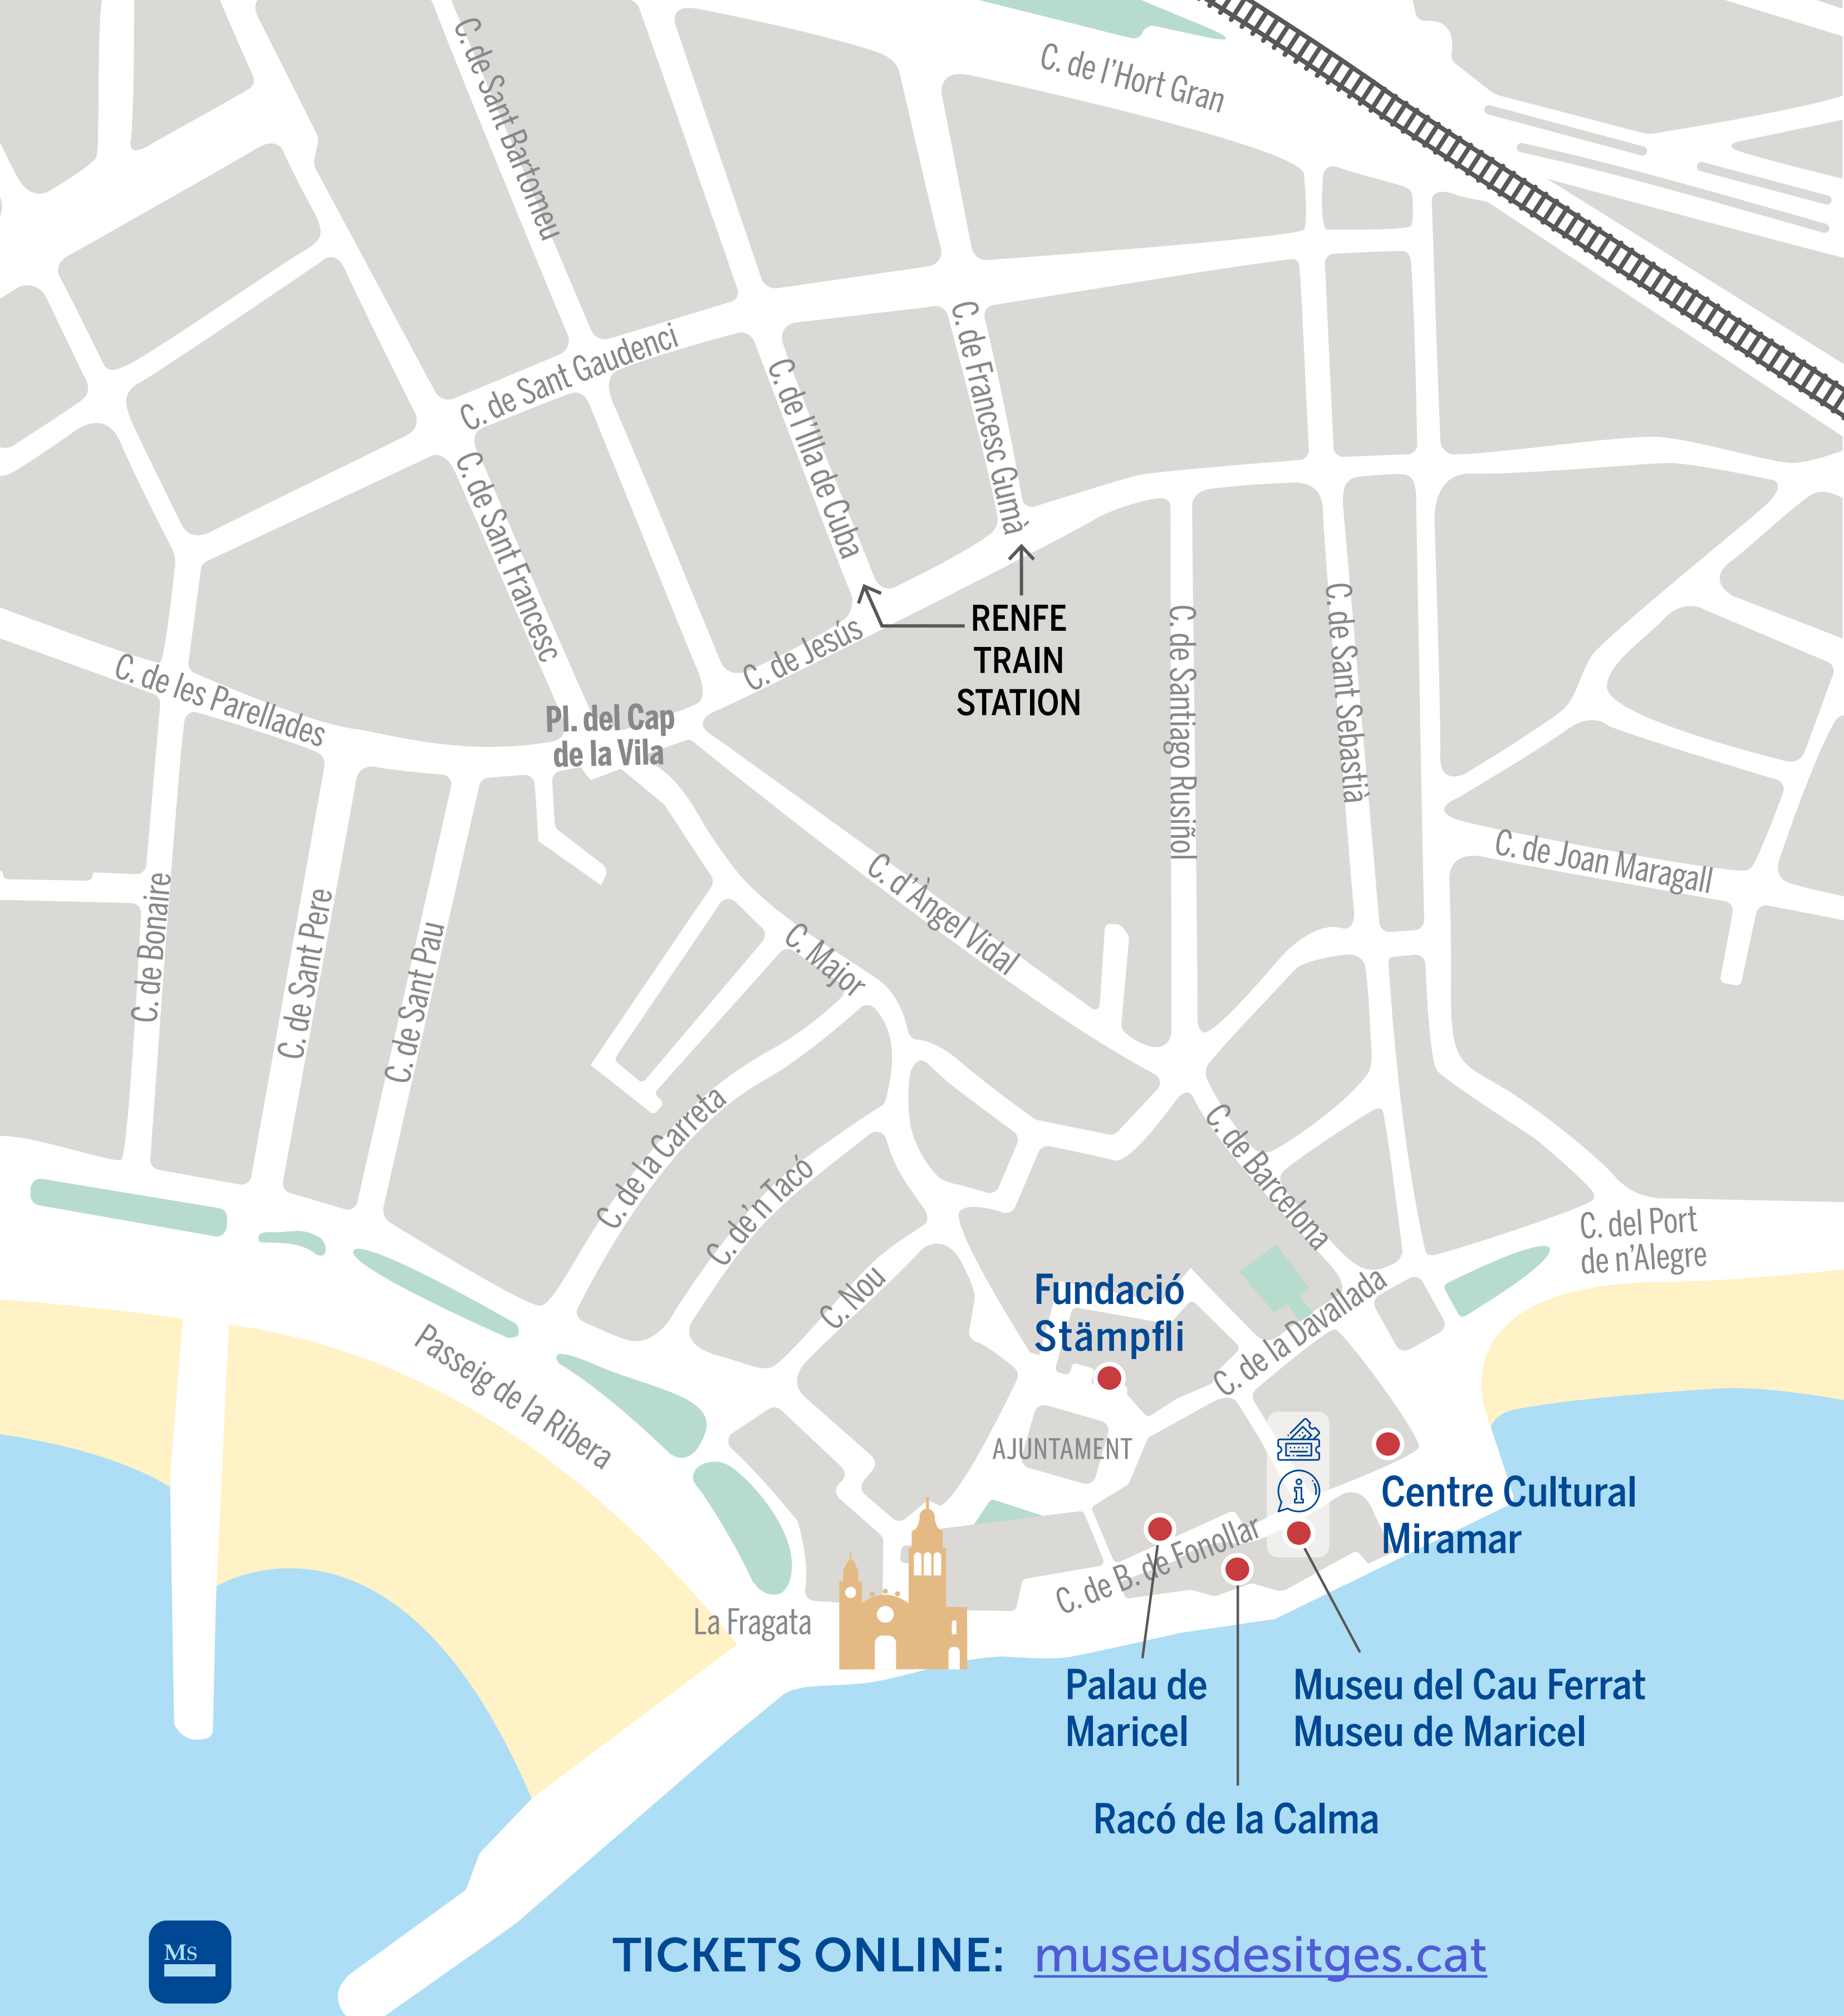 C. de Sant Bartomeu
C. de l'Hort Gran
C. de Sant Gaudenci
C. de l'Illa de Cuba
C. de Francesc Gumà
C. de Sant Francesc
RENFE
TRAIN
STATION
C. de Jesús
C. de Santiago Rusiñol
C. de Sant Sebastià
C. de les Parellades
Pl. del Cap
de la Vila
C. de Joan Maragall
C. d'Àngel Vidal
C. Major
C. de Bonaire
C. de Sant Pere
C. de Sant Pau
C. de la Carreta
C. de'n Tacó
C. de Barcelona
C. del Port
de n'Alegre
C. Nou
Fundació
Stämpfli
C. de la Davallada
Passeig de la Ribera
AJUNTAMENT
i
Centre Cultural
Miramar
C. de B. de Fonollar
La Fragata
Palau de
Maricel
Museu del Cau Ferrat
Museu de Maricel
Racó de la Calma
Ms
TICKETS ONLINE: museusdesitges.cat